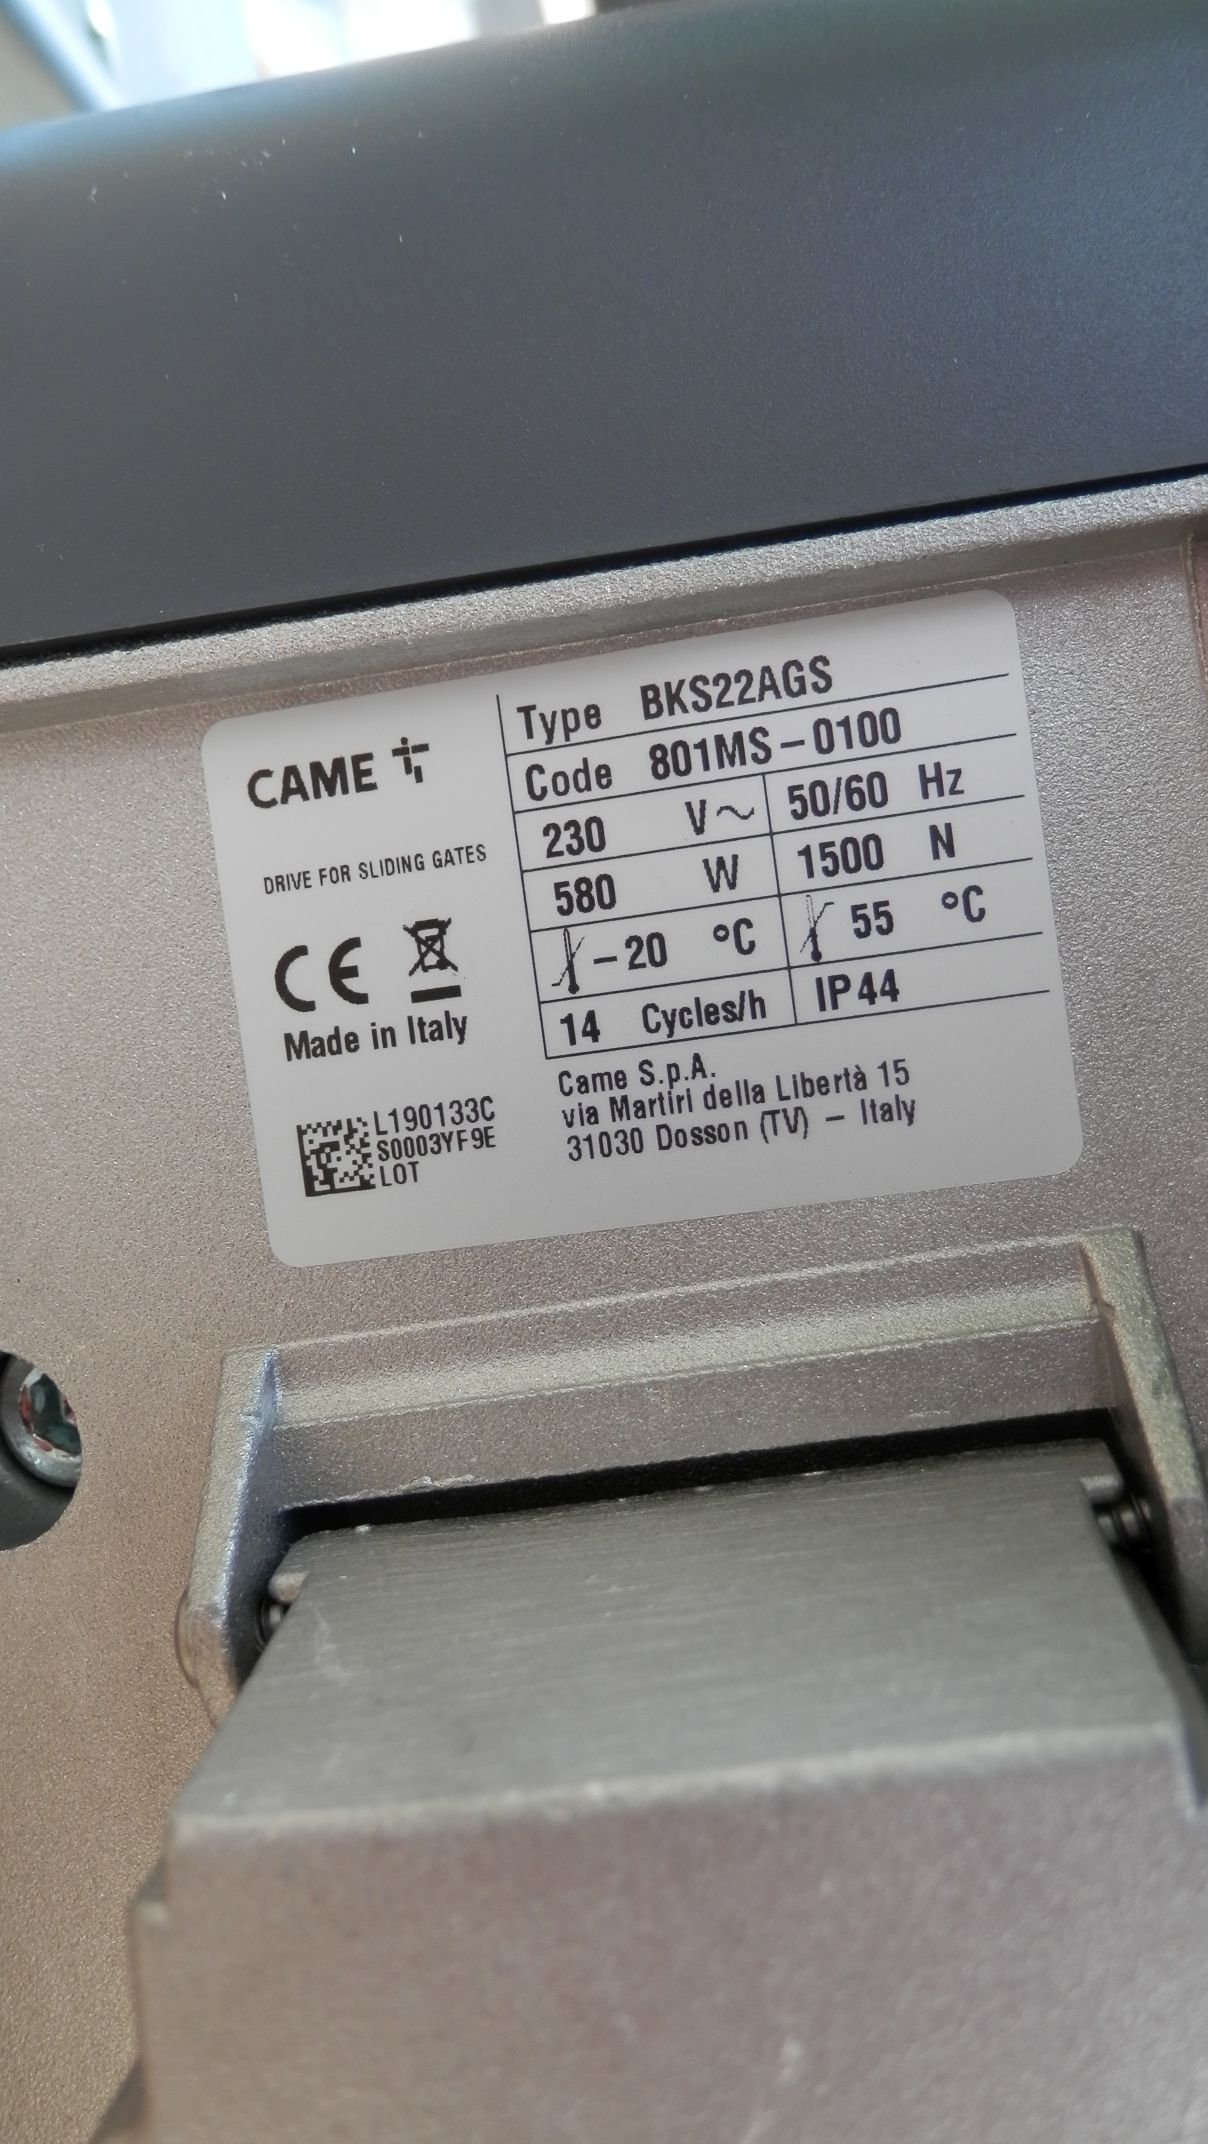 CAME
DRIVE FOR SLIDING GATES
CE
Made in Italy
L190133C
S0003YF9E
LOT
Type BKS22AGS
Code 801MS-0100
230 V~ 50/60 Hz
580 W 1500 N
-20 °C 55 °C
14 Cycles/h IP44
Came S.p.A.
via Martiri della Libertà 15
31030 Dosson (TV) - Italy